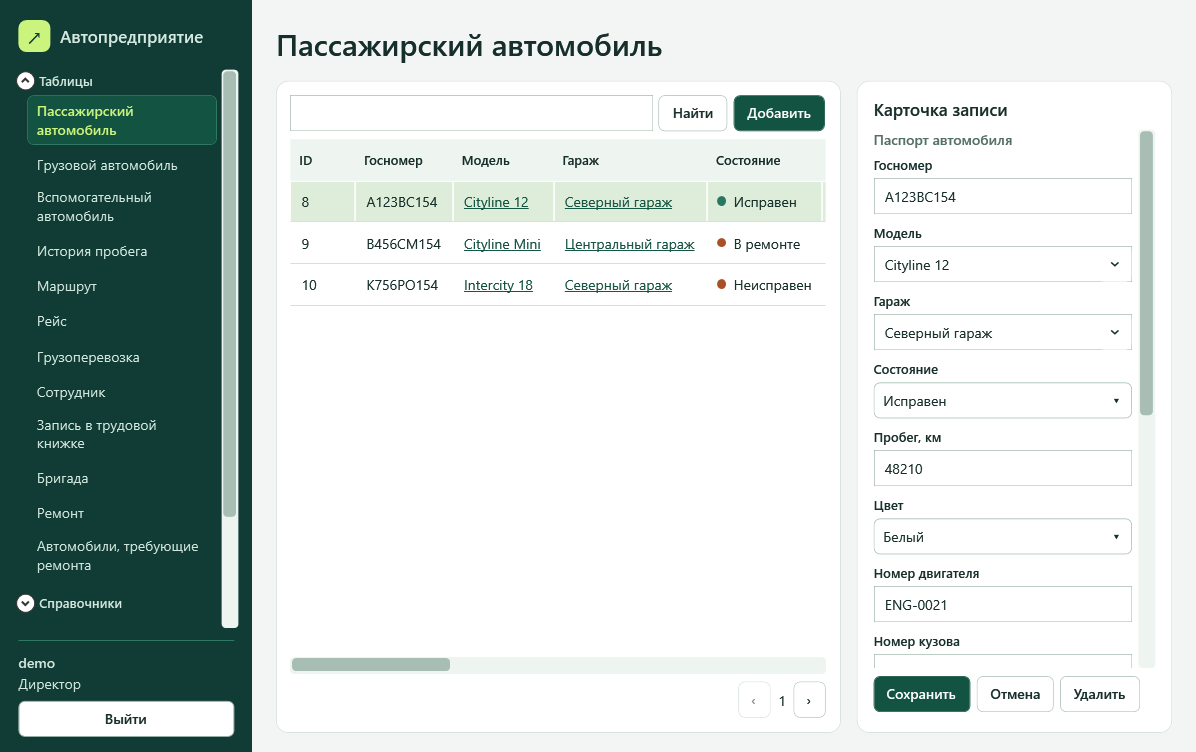 Автопредприятие
Таблицы
Пассажирский
автомобиль
Грузовой автомобиль
Вспомогательный
автомобиль
История пробега
Маршрут
Рейс
Грузоперевозка
Сотрудник
Запись в трудовой
книжке
Бригада
Ремонт
Автомобили, требующие
ремонта
Справочники
demo
Директор
Выйти
Пассажирский автомобиль
Найти Добавить
ID Госномер Модель Гараж Состояние
8 А123ВС154 Cityline 12 Северный гараж Исправен
9 В456СМ154 Cityline Mini Центральный гараж В ремонте
10 К756РО154 Intercity 18 Северный гараж Неисправен
‹ 1 ›
Карточка записи
Паспорт автомобиля
Госномер
А123ВС154
Модель
Cityline 12
Гараж
Северный гараж
Состояние
Исправен
Пробег, км
48210
Цвет
Белый
Номер двигателя
ENG-0021
Номер кузова
Сохранить Отмена Удалить